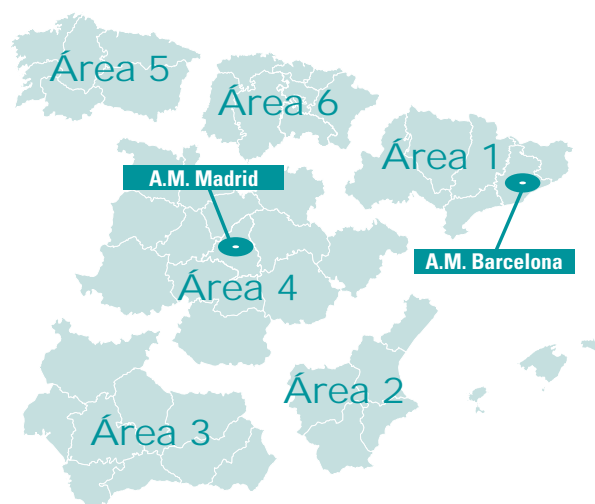 Área 5
Área 6
Área 1
A.M. Madrid
A.M. Barcelona
Área 4
Área 2
Área 3